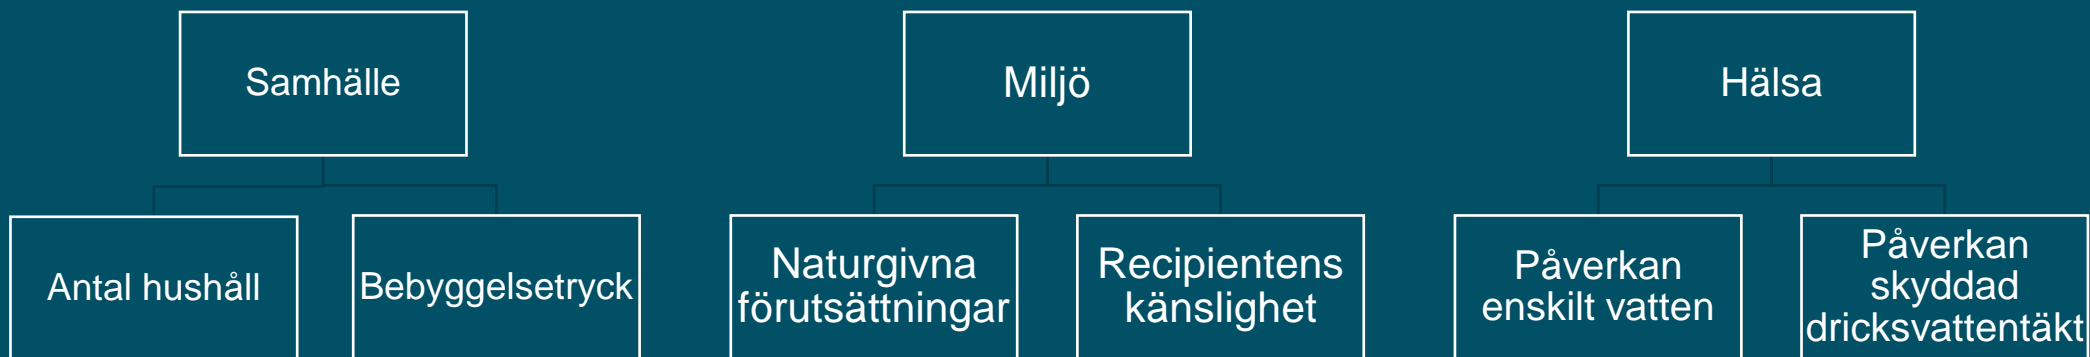 Samhälle
Miljö
Hälsa
Antal hushåll
Bebyggelsetryck
Naturgivna
förutsättningar
Recipientens
känslighet
Påverkan
enskilt vatten
Påverkan
skyddad
dricksvattentäkt